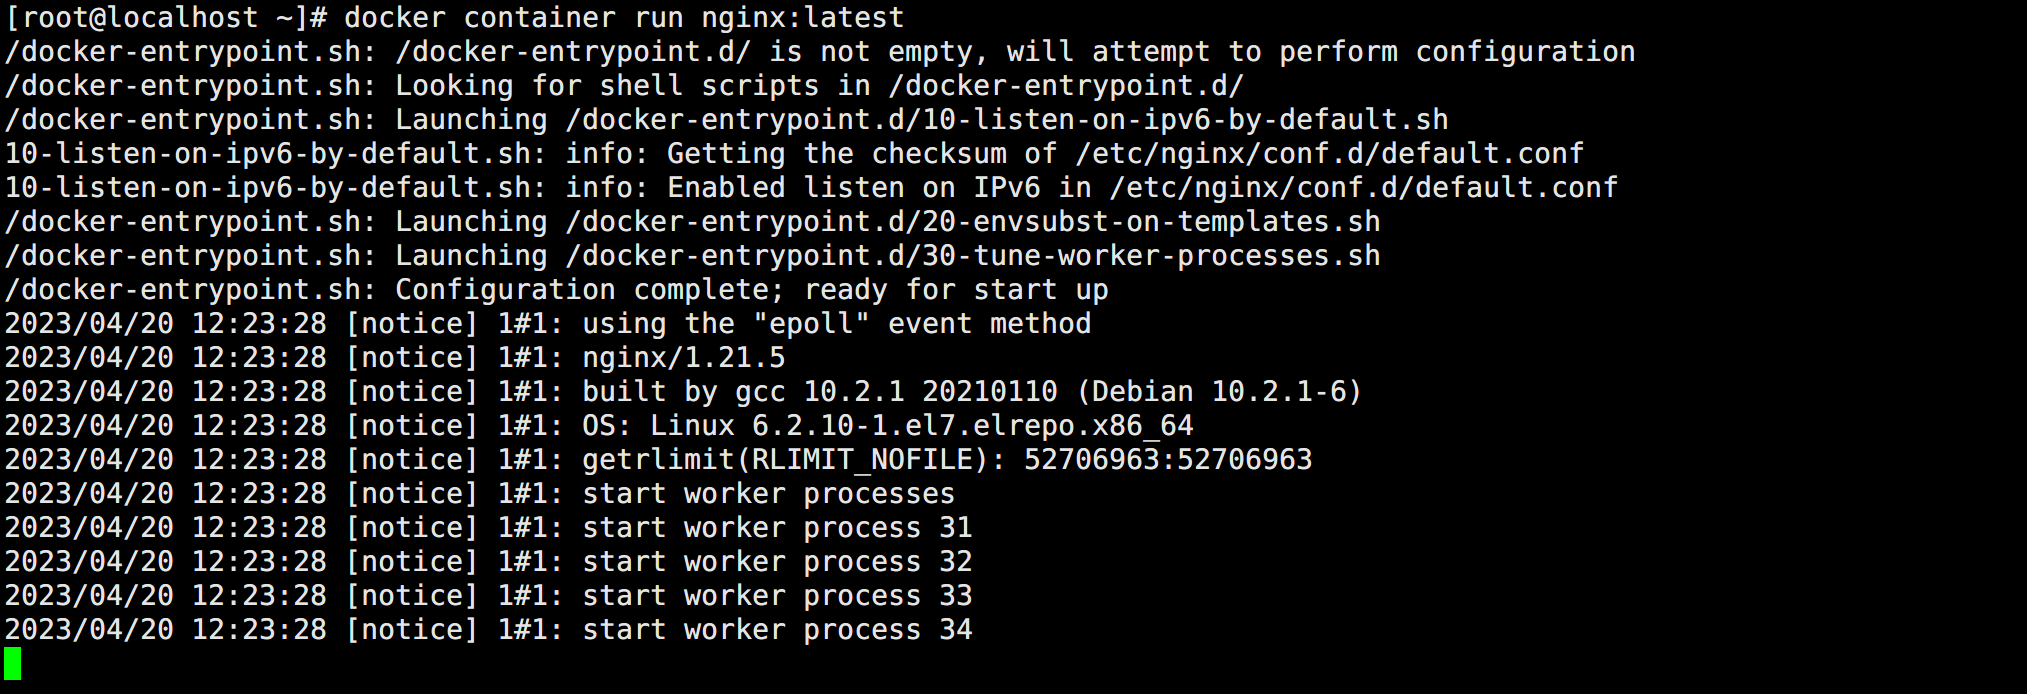 [root@localhost ~]# docker container run nginx:latest
/docker-entrypoint.sh: /docker-entrypoint.d/ is not empty, will attempt to perform configuration
/docker-entrypoint.sh: Looking for shell scripts in /docker-entrypoint.d/
/docker-entrypoint.sh: Launching /docker-entrypoint.d/10-listen-on-ipv6-by-default.sh
10-listen-on-ipv6-by-default.sh: info: Getting the checksum of /etc/nginx/conf.d/default.conf
10-listen-on-ipv6-by-default.sh: info: Enabled listen on IPv6 in /etc/nginx/conf.d/default.conf
/docker-entrypoint.sh: Launching /docker-entrypoint.d/20-envsubst-on-templates.sh
/docker-entrypoint.sh: Launching /docker-entrypoint.d/30-tune-worker-processes.sh
/docker-entrypoint.sh: Configuration complete; ready for start up
2023/04/20 12:23:28 [notice] 1#1: using the "epoll" event method
2023/04/20 12:23:28 [notice] 1#1: nginx/1.21.5
2023/04/20 12:23:28 [notice] 1#1: built by gcc 10.2.1 20210110 (Debian 10.2.1-6)
2023/04/20 12:23:28 [notice] 1#1: OS: Linux 6.2.10-1.el7.elrepo.x86_64
2023/04/20 12:23:28 [notice] 1#1: getrlimit(RLIMIT_NOFILE): 52706963:52706963
2023/04/20 12:23:28 [notice] 1#1: start worker processes
2023/04/20 12:23:28 [notice] 1#1: start worker process 31
2023/04/20 12:23:28 [notice] 1#1: start worker process 32
2023/04/20 12:23:28 [notice] 1#1: start worker process 33
2023/04/20 12:23:28 [notice] 1#1: start worker process 34